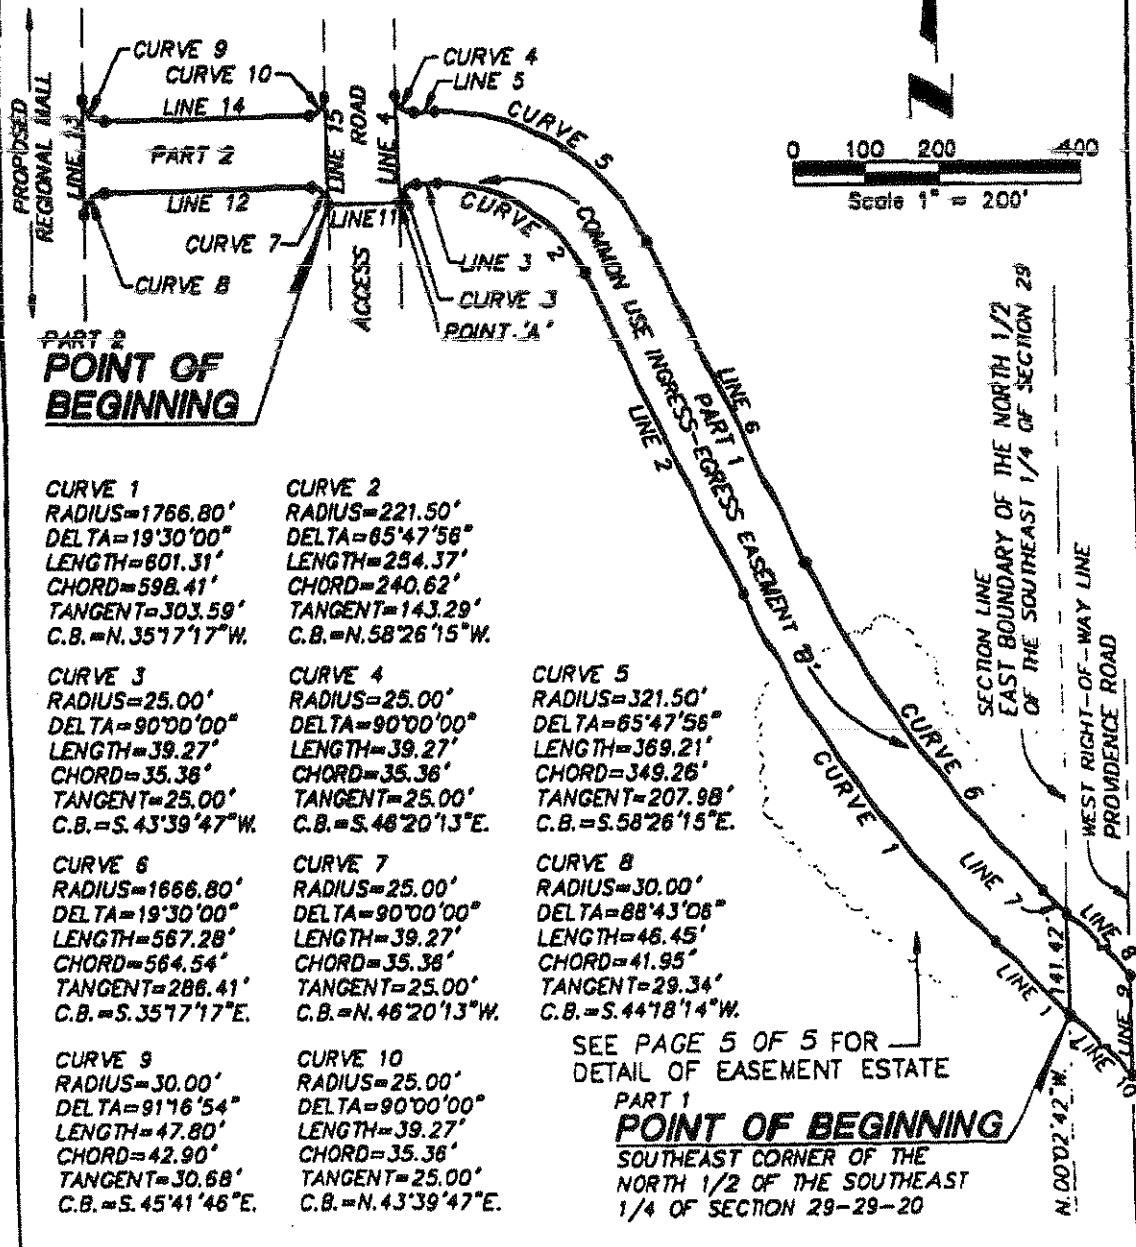 CURVE 9
CURVE 10
LINE 14
PART 2
LINE 12
CURVE 7
CURVE 8
PROPOSED
REGIONAL MALL
LINE 13
LINE 15
ROAD
LINE 4
LINE 11
ACCESS
CURVE 4
LINE 5
CURVE 5
CURVE 2
LINE 3
CURVE 3
POINT 'A'
COMMON USE INGRESS-EGRESS EASEMENT 'B'
PART 1
LINE 6
LINE 2
0 100 200 400
Scale 1" = 200'
PART 2
POINT OF
BEGINNING
SECTION LINE
EAST BOUNDARY OF THE NORTH 1/2
OF THE SOUTHEAST 1/4 OF SECTION 29
WEST RIGHT-OF-WAY LINE
PROVIDENCE ROAD
CURVE 6
CURVE 1
LINE 7
LINE 8
141.42'
LINE 9
LINE 1
LINE 10
N.00°02'42"W.
CURVE 1
RADIUS=1766.80'
DELTA=19°30'00"
LENGTH=601.31'
CHORD=598.41'
TANGENT=303.59'
C.B.=N.35°17'17"W.
CURVE 2
RADIUS=221.50'
DELTA=65°47'56"
LENGTH=254.37'
CHORD=240.62'
TANGENT=143.29'
C.B.=N.58°26'15"W.
CURVE 3
RADIUS=25.00'
DELTA=90°00'00"
LENGTH=39.27'
CHORD=35.36'
TANGENT=25.00'
C.B.=S.43°39'47"W.
CURVE 4
RADIUS=25.00'
DELTA=90°00'00"
LENGTH=39.27'
CHORD=35.36'
TANGENT=25.00'
C.B.=S.46°20'13"E.
CURVE 5
RADIUS=321.50'
DELTA=65°47'56"
LENGTH=369.21'
CHORD=349.26'
TANGENT=207.98'
C.B.=S.58°26'15"E.
CURVE 6
RADIUS=1666.80'
DELTA=19°30'00"
LENGTH=567.28'
CHORD=564.54'
TANGENT=286.41'
C.B.=S.35°17'17"E.
CURVE 7
RADIUS=25.00'
DELTA=90°00'00"
LENGTH=39.27'
CHORD=35.36'
TANGENT=25.00'
C.B.=N.46°20'13"W.
CURVE 8
RADIUS=30.00'
DELTA=88°43'06"
LENGTH=46.45'
CHORD=41.95'
TANGENT=29.34'
C.B.=S.44°18'14"W.
CURVE 9
RADIUS=30.00'
DELTA=91°16'54"
LENGTH=47.80'
CHORD=42.90'
TANGENT=30.68'
C.B.=S.45°41'46"E.
CURVE 10
RADIUS=25.00'
DELTA=90°00'00"
LENGTH=39.27'
CHORD=35.36'
TANGENT=25.00'
C.B.=N.43°39'47"E.
SEE PAGE 5 OF 5 FOR
DETAIL OF EASEMENT ESTATE
PART 1
POINT OF BEGINNING
SOUTHEAST CORNER OF THE
NORTH 1/2 OF THE SOUTHEAST
1/4 OF SECTION 29-29-20